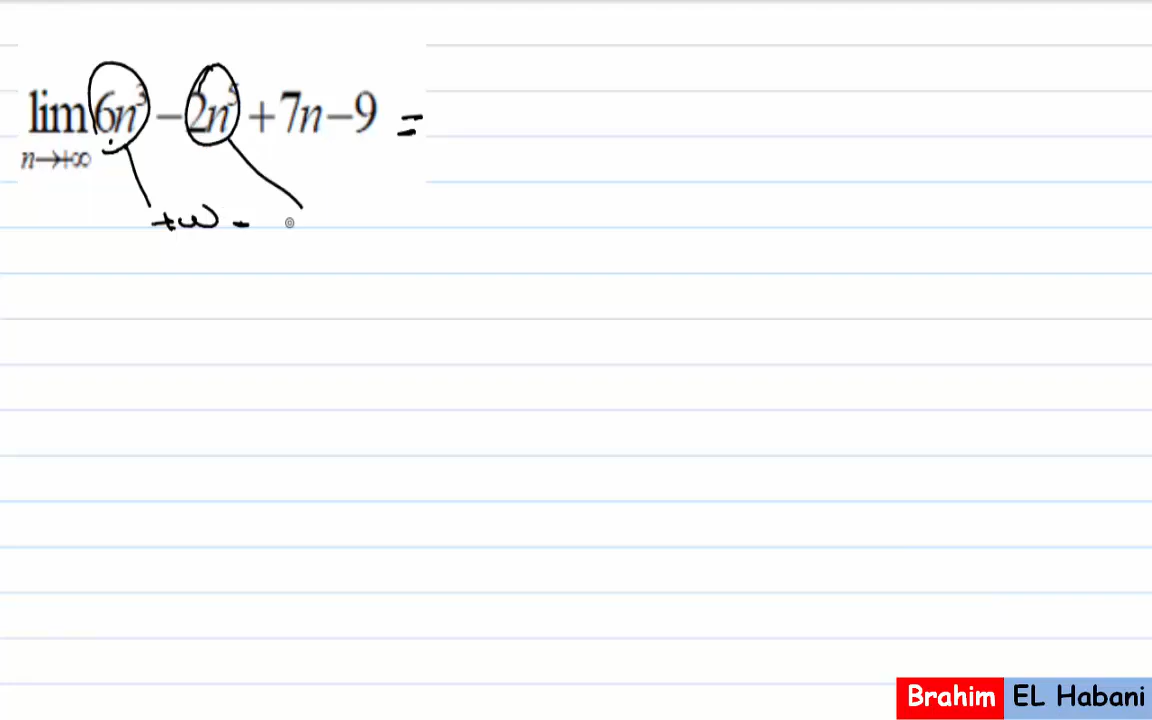 lim 6n³ − 2n⁵ + 7n − 9 =
n→+∞
+∞ -
Brahim EL Habani